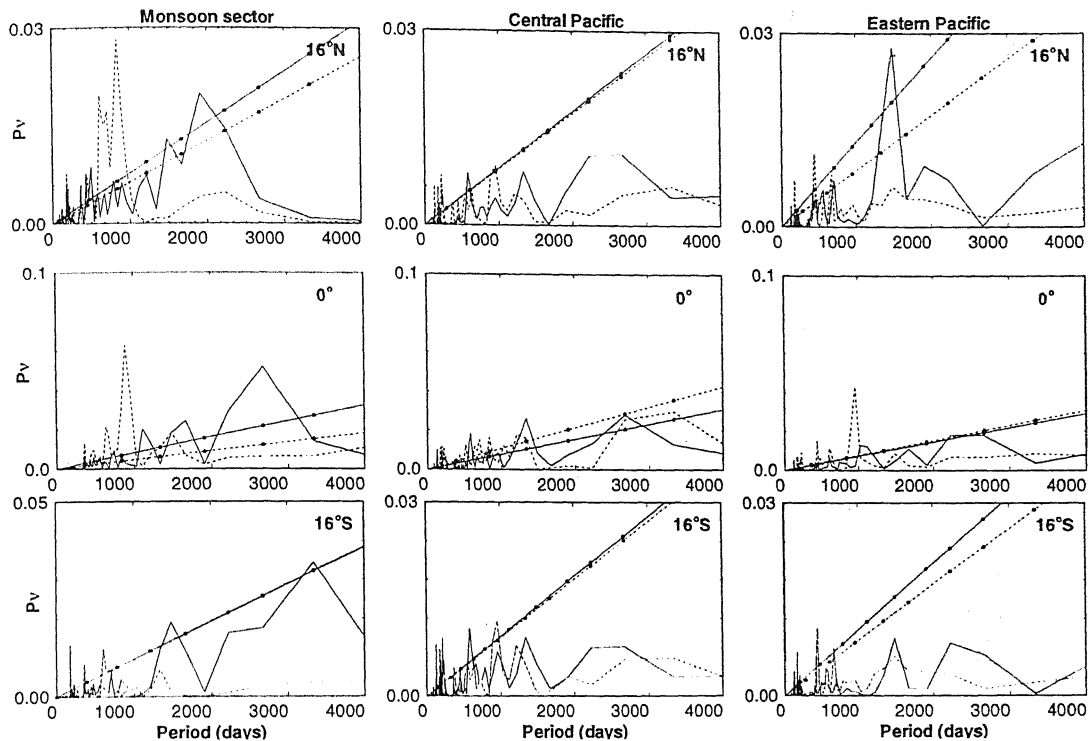 Monsoon sector Central Pacific Eastern Pacific
0.03 16°N 0.03 16°N 0.03 16°N
Pν
0.00 0.00 0.00
0 1000 2000 3000 4000 0 1000 2000 3000 4000 0 1000 2000 3000 4000
0.1 0° 0.1 0° 0.1 0°
Pν
0.0 0.0 0.0
0 1000 2000 3000 4000 0 1000 2000 3000 4000 0 1000 2000 3000 4000
0.05 16°S 0.03 16°S 0.03 16°S
Pν
0.00 0.00 0.00
0 1000 2000 3000 4000 0 1000 2000 3000 4000 0 1000 2000 3000 4000
Period (days) Period (days) Period (days)